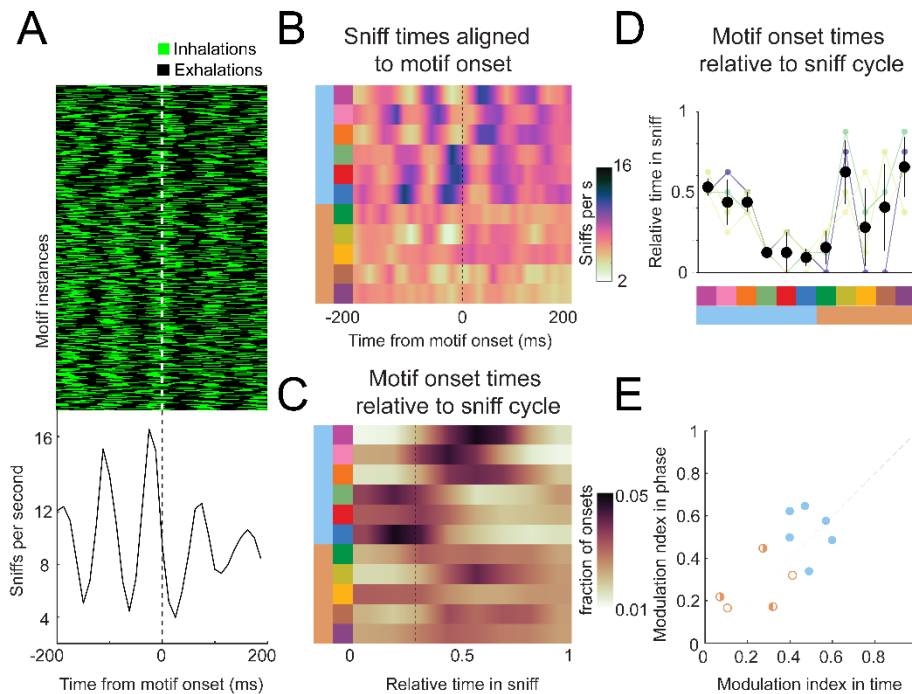 A
Inhalations
Exhalations
Motif instances
16
12
8
4
Sniffs per second
-200
0
200
Time from motif onset (ms)
B
Sniff times aligned
to motif onset
16
Sniffs per s
2
-200
0
200
Time from motif onset (ms)
C
Motif onset times
relative to sniff cycle
0.05
fraction of onsets
0.01
0
0.5
1
Relative time in sniff
D
Motif onset times
relative to sniff cycle
1
0.5
0
Relative time in sniff
E
1
0.8
0.6
0.4
0.2
0
Modulation ndex in phase
0
0.2
0.4
0.6
0.8
1
Modulation index in time